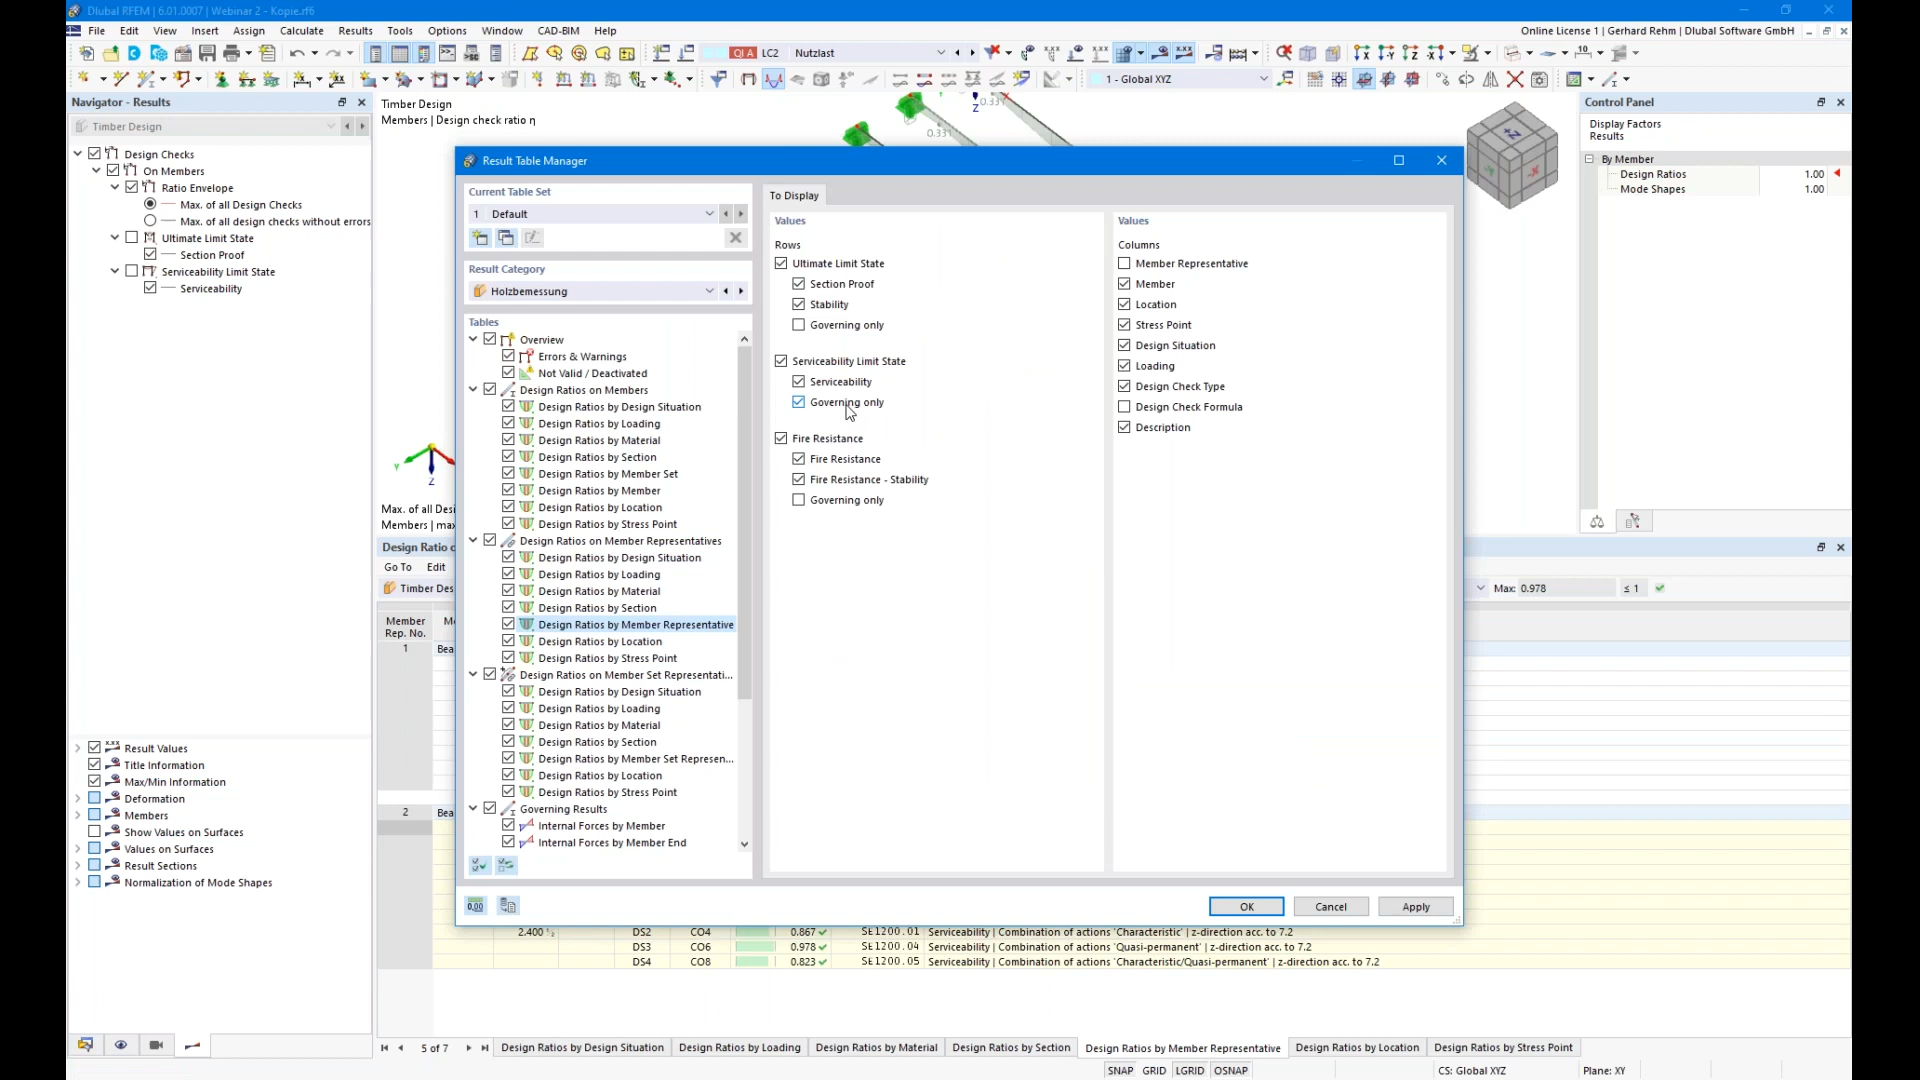 Dlubal RFEM | 6.01.0007 | Webinar 2 - Kopie.rf6
File Edit View Insert Assign Calculate Results Tools Options Window CAD-BIM Help
Online License 1 | Gerhard Rehm | Dlubal Software GmbH
QI A LC2 Nutzlast
1 - Global XYZ
Navigator - Results
Timber Design
Design Checks
On Members
Ratio Envelope
Max. of all Design Checks
Max. of all design checks without errors
Ultimate Limit State
Section Proof
Serviceability Limit State
Serviceability
Result Values
Title Information
Max/Min Information
Deformation
Members
Show Values on Surfaces
Values on Surfaces
Result Sections
Normalization of Mode Shapes
Timber Design
Members | Design check ratio η
0.331
0.331
Z
Y
Z
Max. of all Desi
Members | max
Control Panel
Display Factors
Results
By Member
Design Ratios 1.00
Mode Shapes 1.00
+Z
-Y
-X
Result Table Manager
Current Table Set
1 Default
Result Category
Holzbemessung
Tables
Overview
Errors & Warnings
Not Valid / Deactivated
Design Ratios on Members
Design Ratios by Design Situation
Design Ratios by Loading
Design Ratios by Material
Design Ratios by Section
Design Ratios by Member Set
Design Ratios by Member
Design Ratios by Location
Design Ratios by Stress Point
Design Ratios on Member Representatives
Design Ratios by Design Situation
Design Ratios by Loading
Design Ratios by Material
Design Ratios by Section
Design Ratios by Member Representative
Design Ratios by Location
Design Ratios by Stress Point
Design Ratios on Member Set Representati...
Design Ratios by Design Situation
Design Ratios by Loading
Design Ratios by Material
Design Ratios by Section
Design Ratios by Member Set Represen...
Design Ratios by Location
Design Ratios by Stress Point
Governing Results
Internal Forces by Member
Internal Forces by Member End
To Display
Values
Rows
Ultimate Limit State
Section Proof
Stability
Governing only
Serviceability Limit State
Serviceability
Governing only
Fire Resistance
Fire Resistance
Fire Resistance - Stability
Governing only
Values
Columns
Member Representative
Member
Location
Stress Point
Design Situation
Loading
Design Check Type
Design Check Formula
Description
0,00
OK Cancel Apply
Design Ratio o
Go To Edit
Timber Des
Max: 0.978 ≤ 1
Member
Rep. No.
1 Bea
2 Bea
2.400 ½ DS2 CO4 0.867 SE1200.01 Serviceability | Combination of actions 'Characteristic' | z-direction acc. to 7.2
DS3 CO6 0.978 SE1200.04 Serviceability | Combination of actions 'Quasi-permanent' | z-direction acc. to 7.2
DS4 CO8 0.823 SE1200.05 Serviceability | Combination of actions 'Characteristic/Quasi-permanent' | z-direction acc. to 7.2
5 of 7 Design Ratios by Design Situation Design Ratios by Loading Design Ratios by Material Design Ratios by Section Design Ratios by Member Representative Design Ratios by Location Design Ratios by Stress Point
SNAP GRID LGRID OSNAP CS: Global XYZ Plane: XY